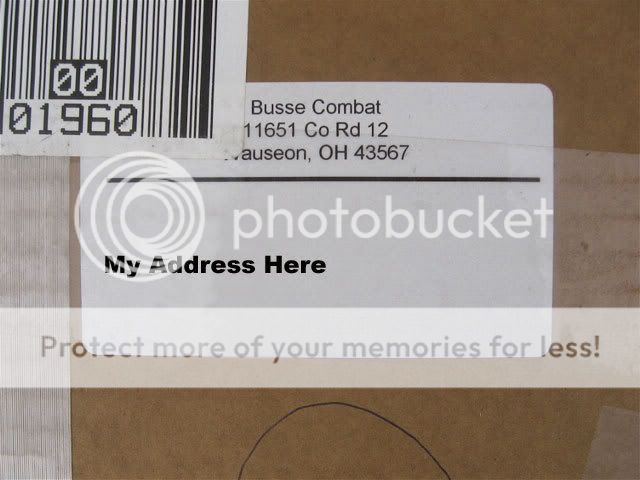 00
01960
Busse Combat
11651 Co Rd 12
Wauseon, OH 43567
photobucket
My Address Here
Protect more of your memories for less!